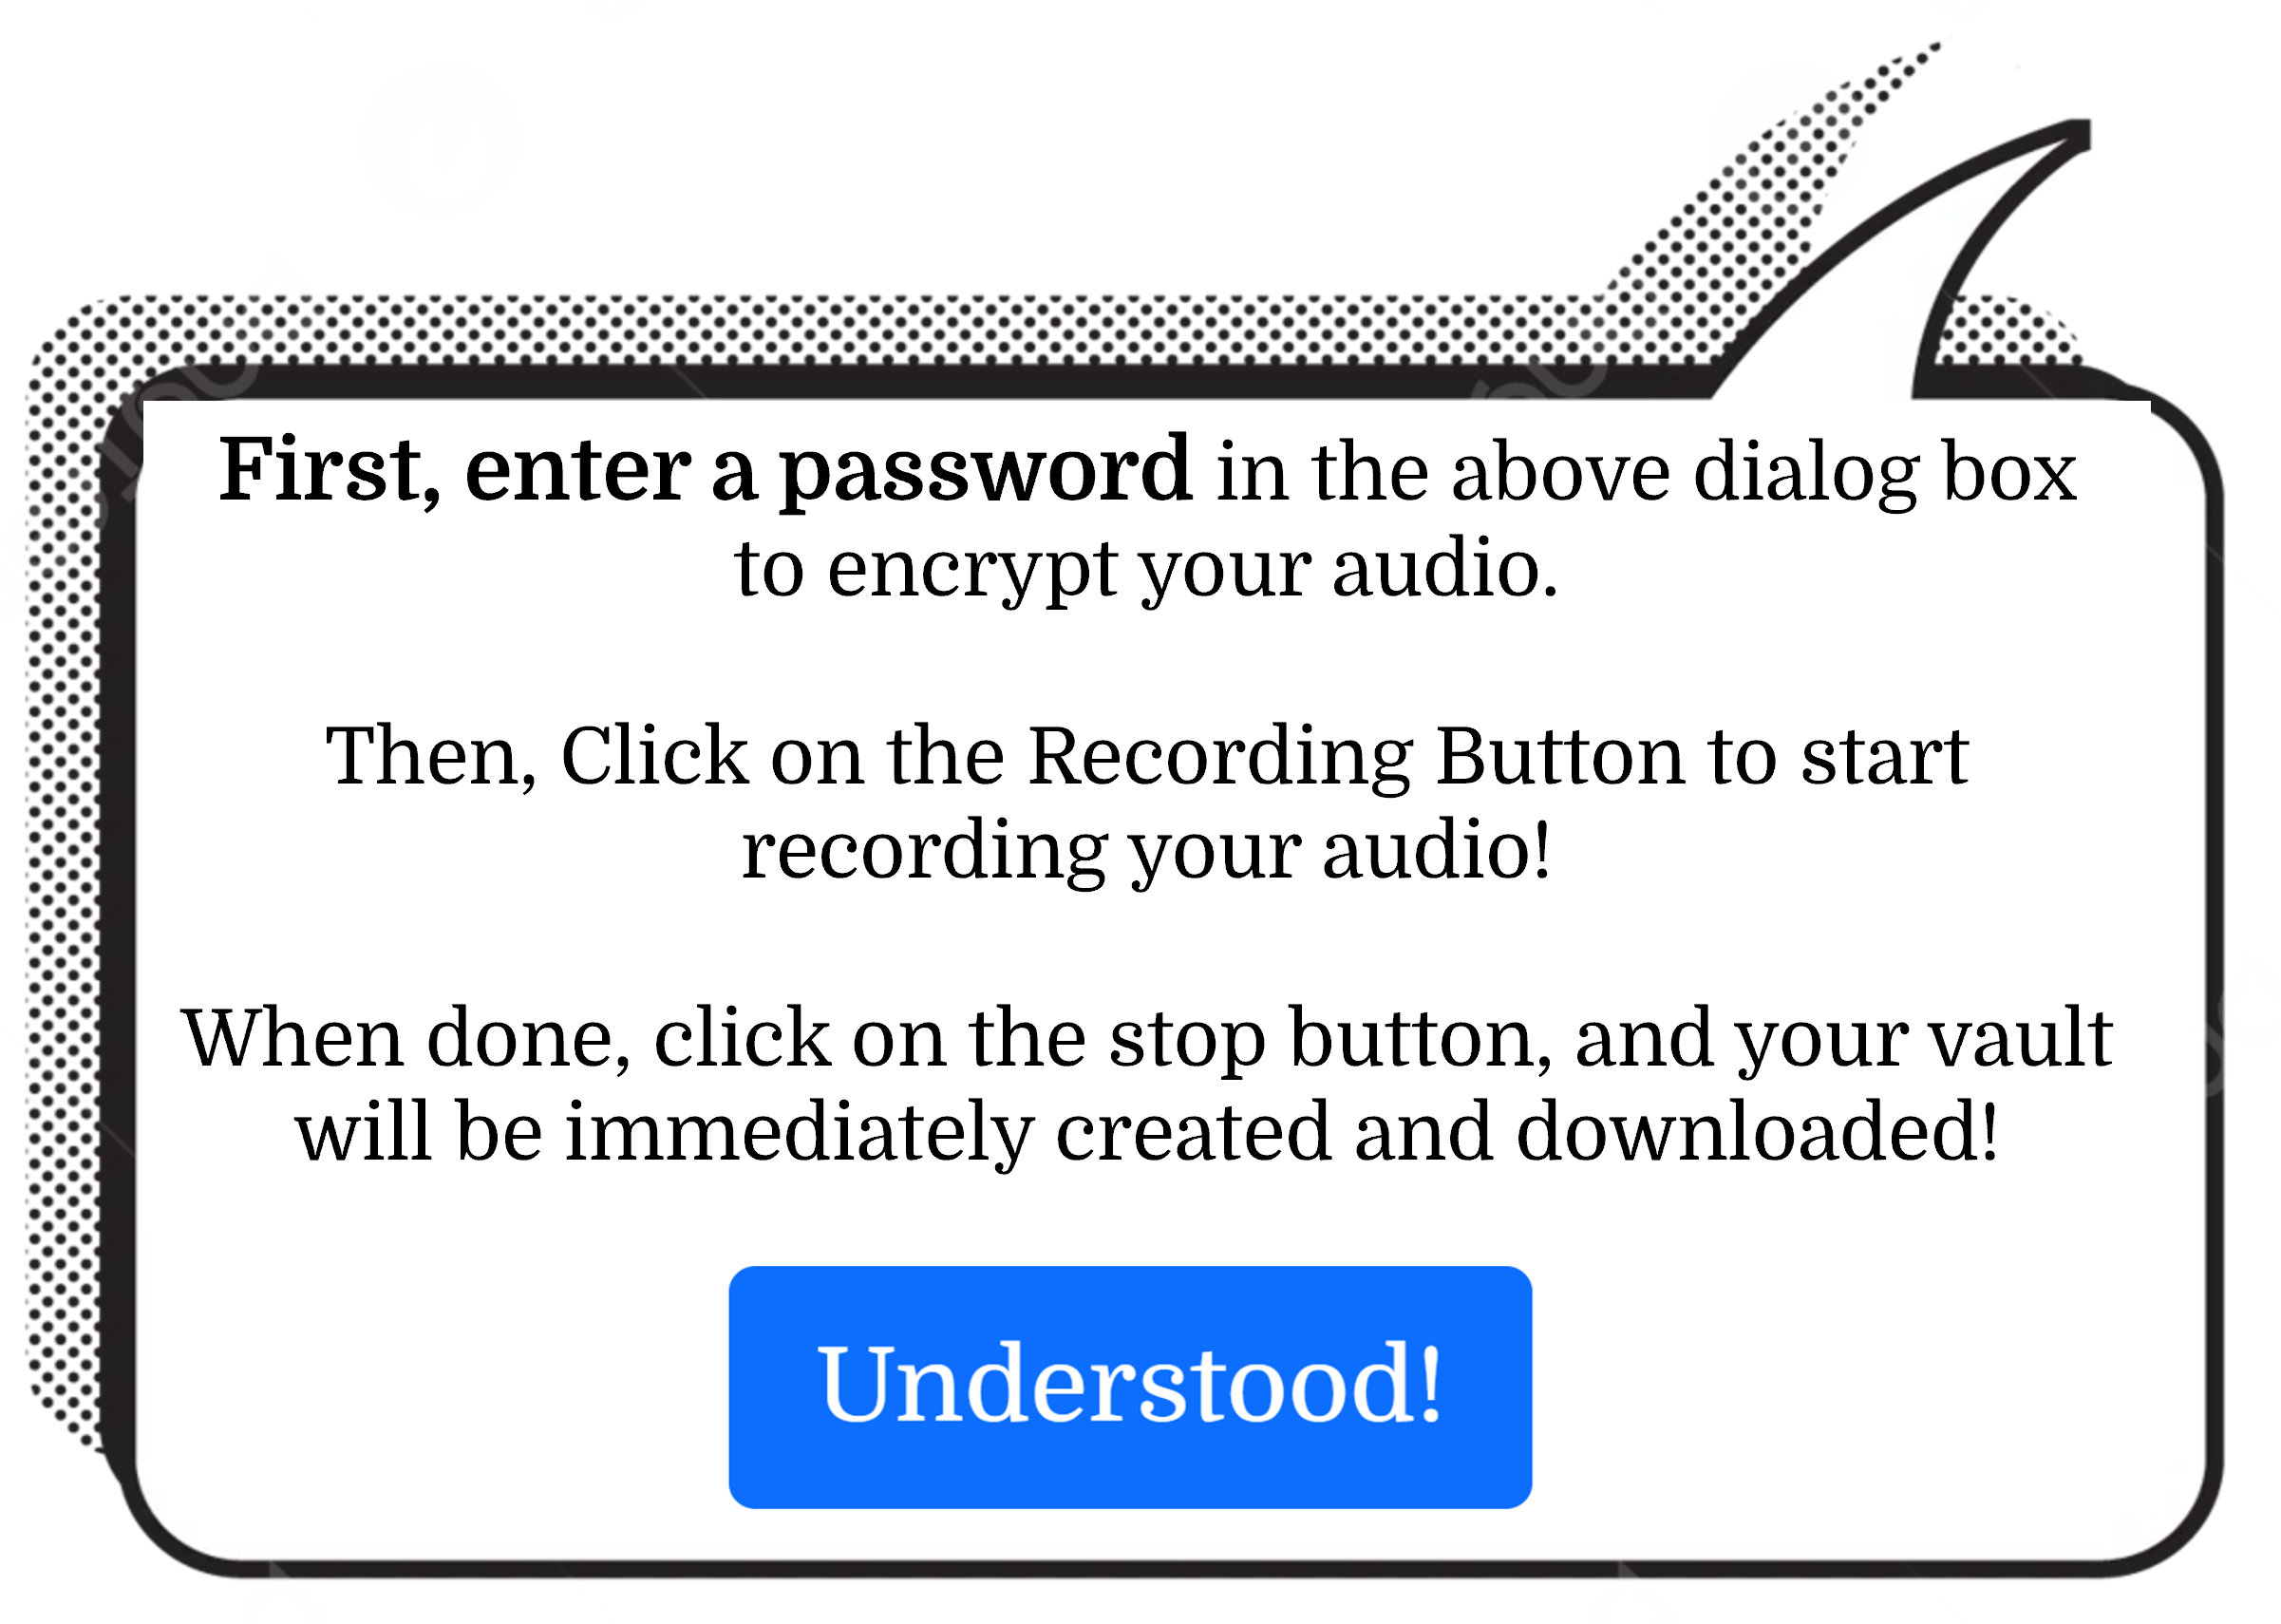 First, enter a password in the above dialog box
to encrypt your audio.
Then, Click on the Recording Button to start
recording your audio!
When done, click on the stop button, and your vault
will be immediately created and downloaded!
Understood!